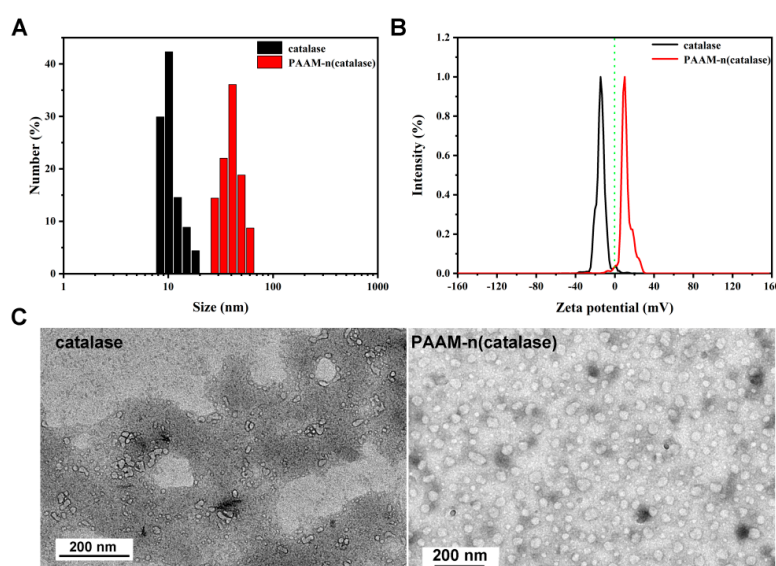 A
catalase
PAAM-n(catalase)
40
30
20
10
0
Number (%)
1
10
100
1000
Size (nm)
B
catalase
PAAM-n(catalase)
1.2
1.0
0.8
0.6
0.4
0.2
0.0
Intensity (%)
-160
-120
-80
-40
0
40
80
120
160
Zeta potential (mV)
C
catalase
200 nm
PAAM-n(catalase)
200 nm